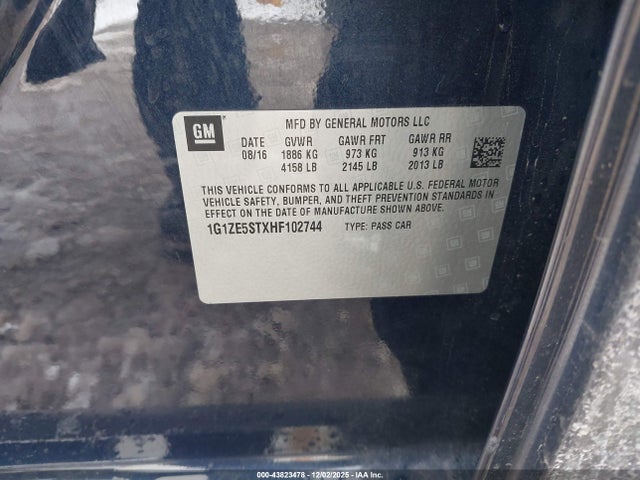 GM
MFD BY GENERAL MOTORS LLC
DATE GVWR GAWR FRT GAWR RR
08/16 1886 KG 973 KG 913 KG
4158 LB 2145 LB 2013 LB
THIS VEHICLE CONFORMS TO ALL APPLICABLE U.S. FEDERAL MOTOR
VEHICLE SAFETY, BUMPER, AND THEFT PREVENTION STANDARDS IN
EFFECT ON THE DATE OF MANUFACTURE SHOWN ABOVE.
1G1ZE5STXHF102744 TYPE: PASS CAR
000-43823478 - 12/02/2025 - IAA Inc.